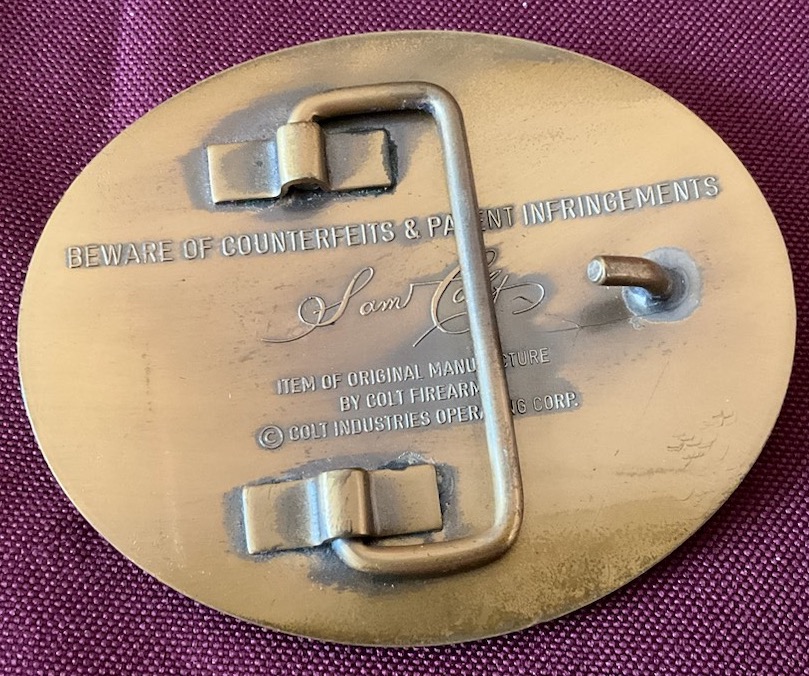 BEWARE OF COUNTERFEITS & PATENT INFRINGEMENTS
Sam Colt
ITEM OF ORIGINAL MANUFACTURE
BY COLT FIREARMS
© COLT INDUSTRIES OPERATING CORP.